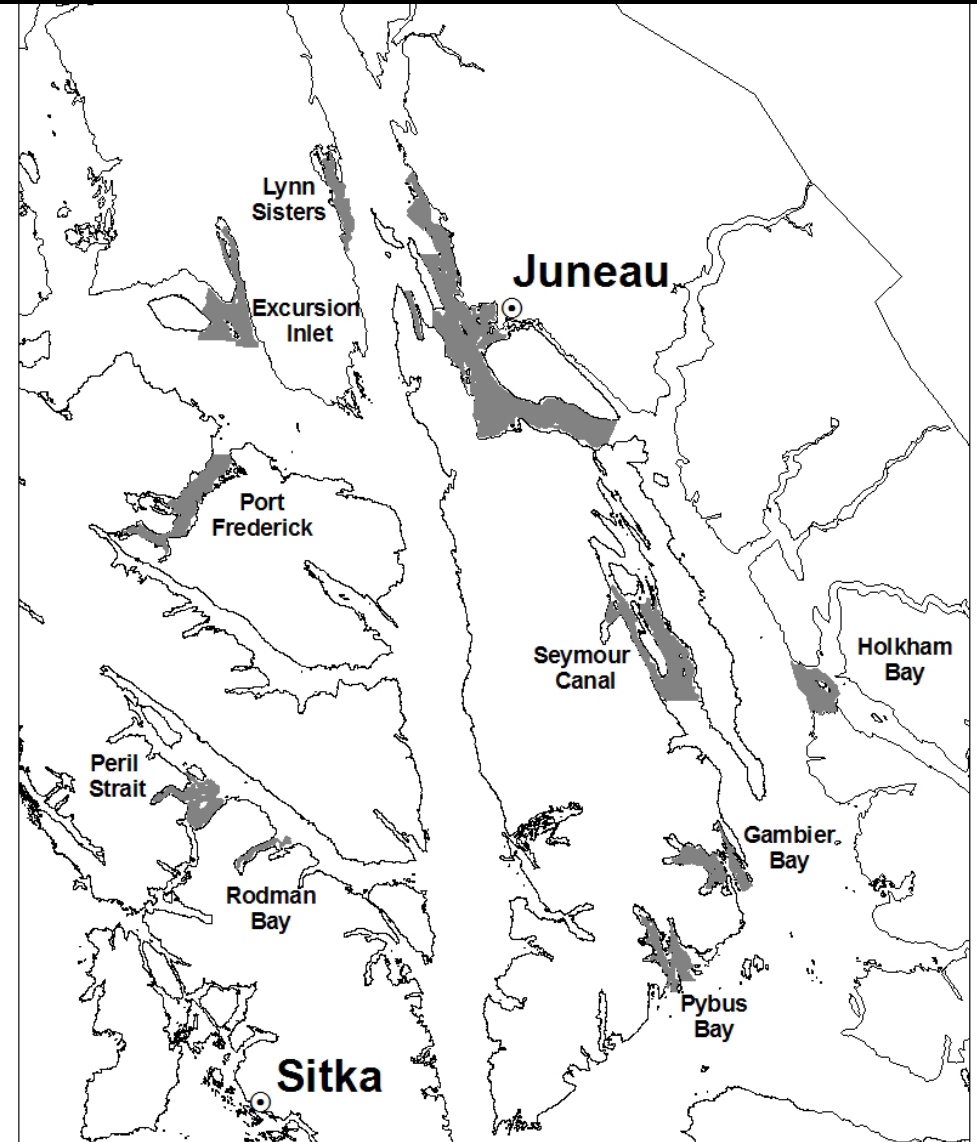 Lynn
Sisters
Juneau
Excursion
Inlet
Port
Frederick
Seymour
Canal
Holkham
Bay
Peril
Strait
Gambier
Bay
Rodman
Bay
Pybus
Bay
Sitka